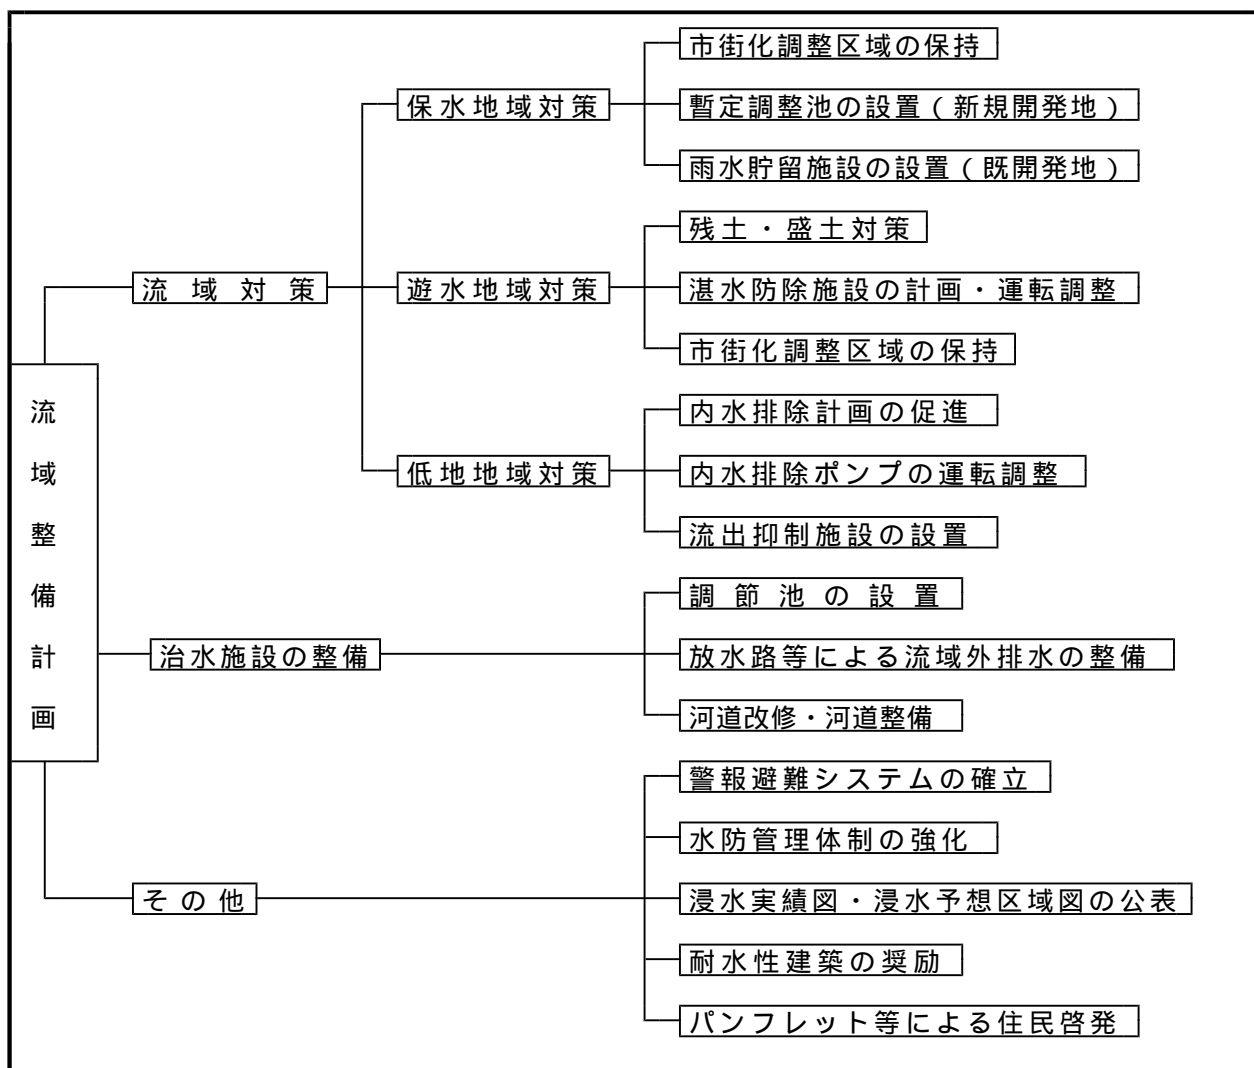 流域整備計画
流域対策
保水地域対策
市街化調整区域の保持
暫定調整池の設置（新規開発地）
雨水貯留施設の設置（既開発地）
遊水地域対策
残土・盛土対策
湛水防除施設の計画・運転調整
市街化調整区域の保持
低地地域対策
内水排除計画の促進
内水排除ポンプの運転調整
流出抑制施設の設置
治水施設の整備
調節池の設置
放水路等による流域外排水の整備
河道改修・河道整備
その他
警報避難システムの確立
水防管理体制の強化
浸水実績図・浸水予想区域図の公表
耐水性建築の奨励
パンフレット等による住民啓発